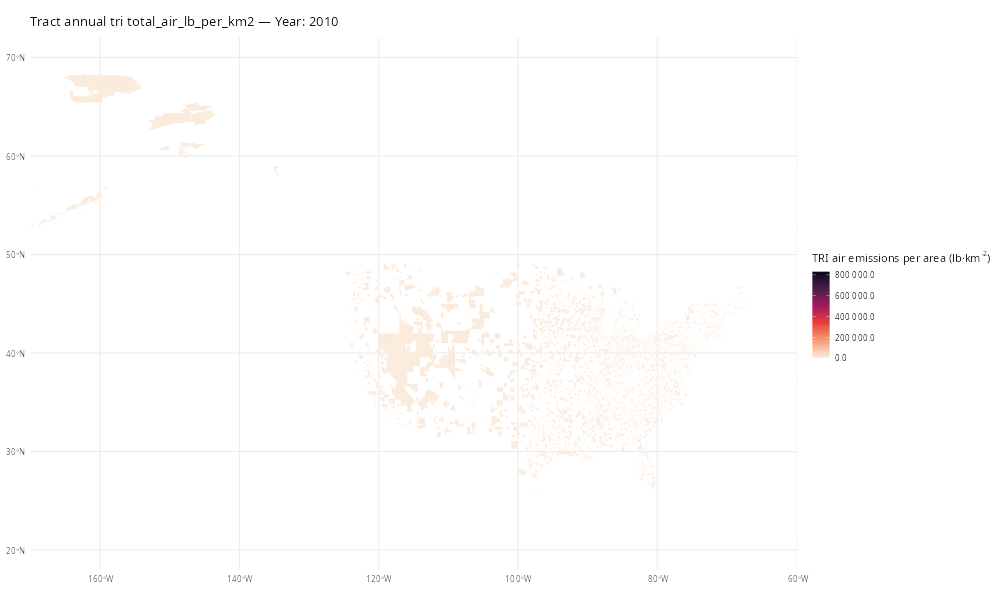 Tract annual tri total_air_lb_per_km2 — Year: 2010
70°N
60°N
50°N
40°N
30°N
20°N
160°W
140°W
120°W
100°W
80°W
60°W
TRI air emissions per area (lb·km⁻²)
800 000.0
600 000.0
400 000.0
200 000.0
0.0